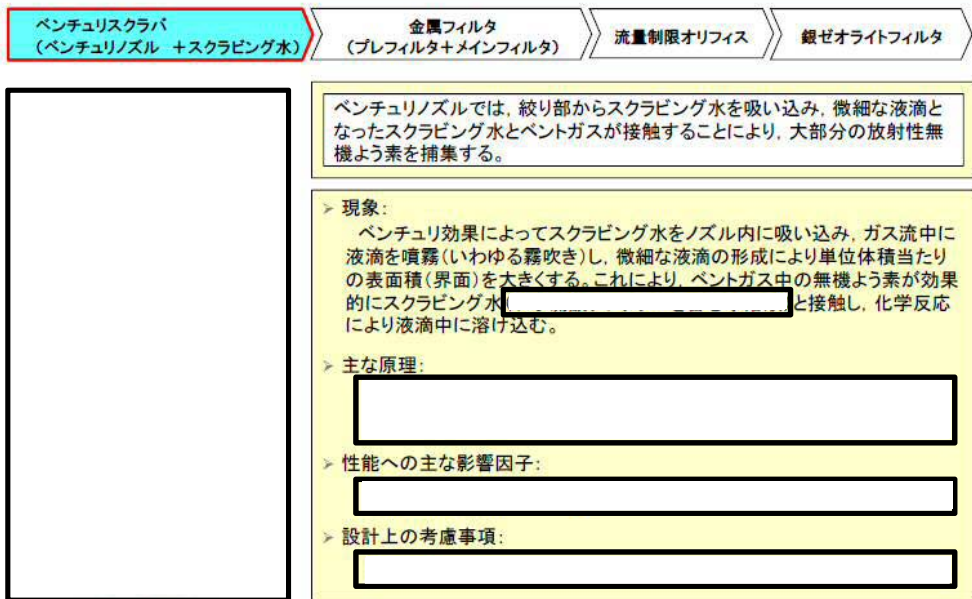 ベンチュリスクラバ
(ベンチュリノズル +スクラビング水)
金属フィルタ
(プレフィルタ+メインフィルタ)
流量制限オリフィス
銀ゼオライトフィルタ
ベンチュリノズルでは，絞り部からスクラビング水を吸い込み，微細な液滴と
なったスクラビング水とベントガスが接触することにより，大部分の放射性無
機よう素を捕集する。
➢ 現象：
ベンチュリ効果によってスクラビング水をノズル内に吸い込み，ガス流中に
液滴を噴霧(いわゆる霧吹き)し，微細な液滴の形成により単位体積当たり
の表面積(界面)を大きくする。これにより，ベントガス中の無機よう素が効果
的にスクラビング水 と接触し，化学反応
により液滴中に溶け込む。
➢ 主な原理：
➢ 性能への主な影響因子：
➢ 設計上の考慮事項：